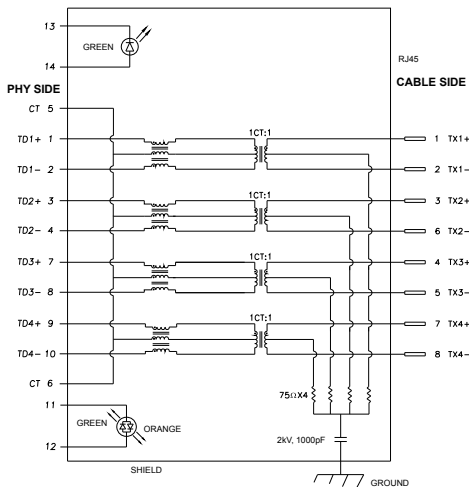 13
GREEN
14
RJ45
PHY SIDE
CABLE SIDE
CT 5
1CT:1
TD1+ 1
1 TX1+
TD1- 2
2 TX1-
1CT:1
TD2+ 3
3 TX2+
TD2- 4
6 TX2-
1CT:1
TD3+ 7
4 TX3+
TD3- 8
5 TX3-
1CT:1
TD4+ 9
7 TX4+
TD4- 10
8 TX4-
CT 6
75ΩX4
11
GREEN
ORANGE
12
2kV, 1000pF
SHIELD
GROUND